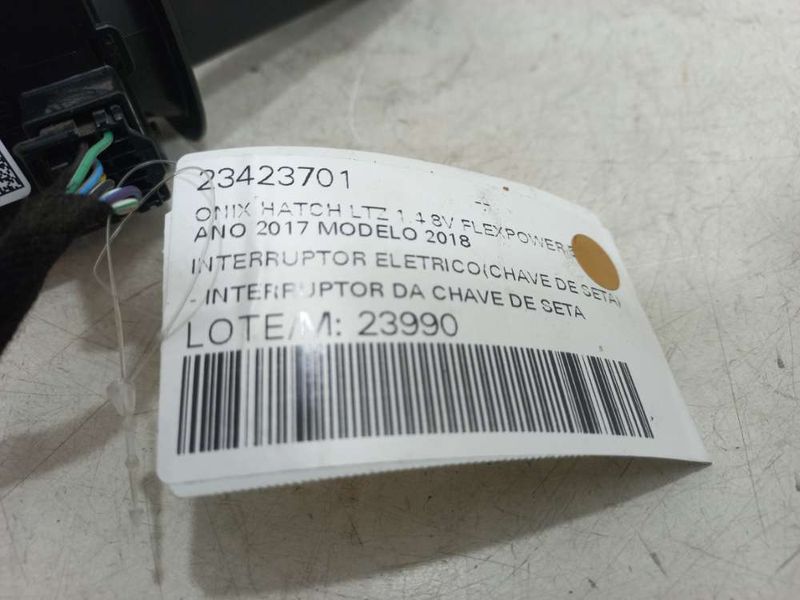 23423701
ONIX HATCH LTZ 1.4 8V FLEXPOWER
ANO 2017 MODELO 2018
INTERRUPTOR ELETRICO(CHAVE DE SETA)
- INTERRUPTOR DA CHAVE DE SETA
LOTE/M: 23990